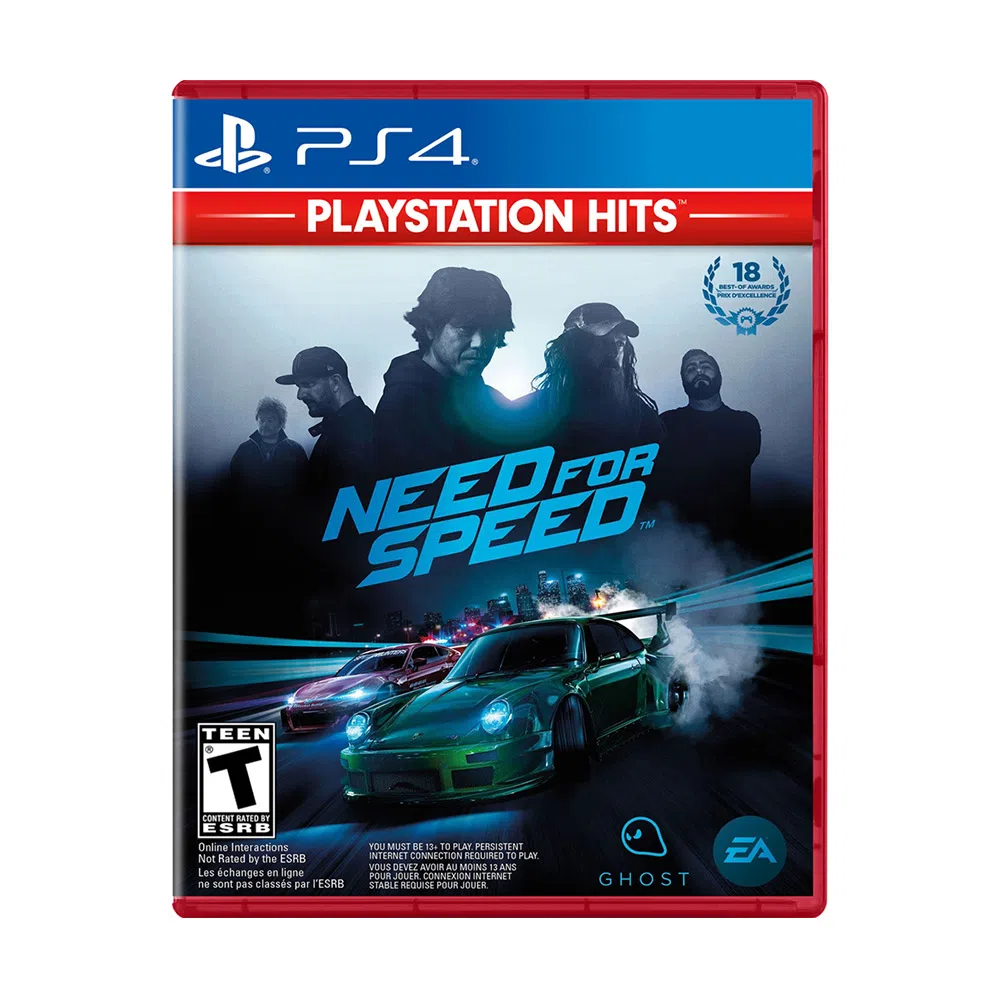 PS4®
PLAYSTATION HITS™
18
BEST-OF AWARDS
PRIX D'EXCELLENCE
NEED FOR
SPEED™
TEEN
®
T
CONTENT RATED BY
ESRB
Online Interactions
Not Rated by the ESRB
Les échanges en ligne
ne sont pas classés par l'ESRB
YOU MUST BE 13+ TO PLAY. PERSISTENT
INTERNET CONNECTION REQUIRED TO PLAY.
VOUS DEVEZ AVOIR AU MOINS 13 ANS
POUR JOUER. CONNEXION INTERNET
STABLE REQUISE POUR JOUER.
GHOST
EA